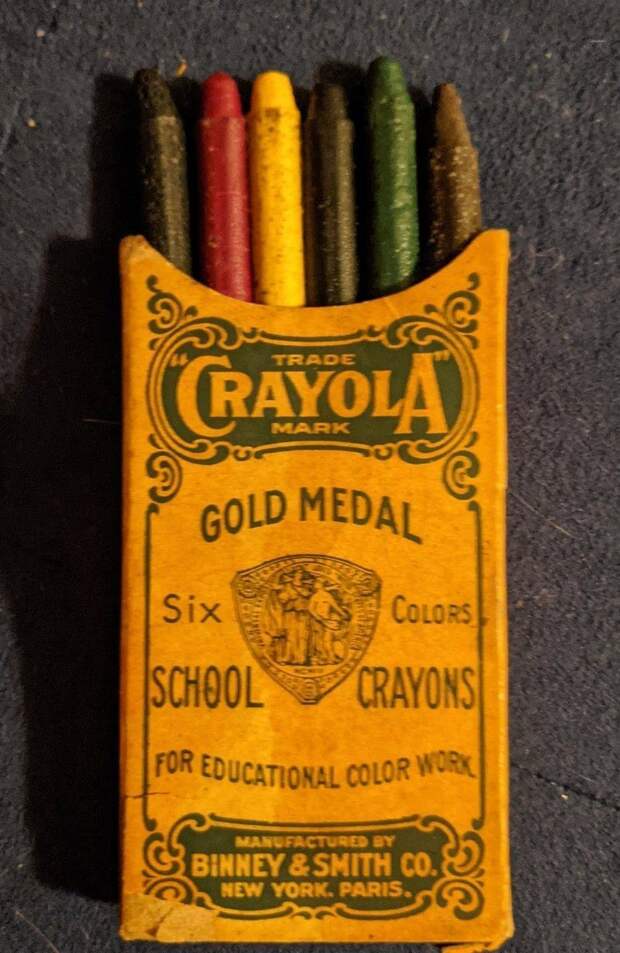 TRADE
"CRAYOLA"
MARK
GOLD MEDAL
SIX COLORS
SCHOOL CRAYONS
FOR EDUCATIONAL COLOR WORK.
MANUFACTURED BY
BINNEY & SMITH CO.
NEW YORK. PARIS.